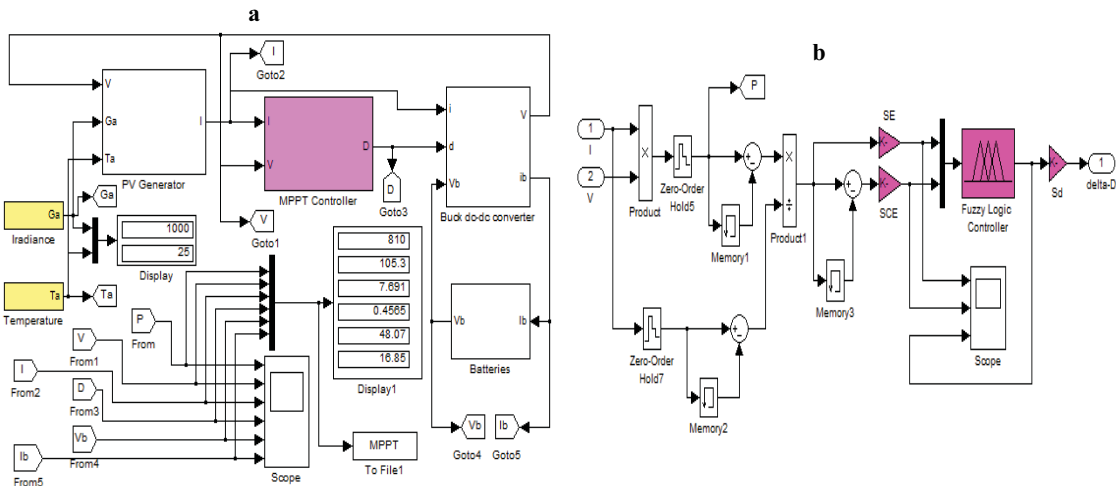 a
I
Goto2
V
Ga
Ta
I
PV Generator
I
V
D
MPPT Controller
i
d
Vb
V
ib
Buck dc-dc converter
D
Goto3
Ga
Ga
Irradiance
1000
25
Display
V
Goto1
Ta
Temperature
Ta
810
105.3
7.691
0.4565
48.07
16.85
Display1
Vb
Ib
Batteries
P
From
V
From1
I
From2
D
From3
Vb
From4
Ib
From5
Scope
MPPT
To File1
Vb
Goto4
Ib
Goto5
b
P
1
I
2
V
X
Product
Zero-Order
Hold5
+
−
Memory1
X
÷
Product1
SE
K-
+
−
K-
SCE
Memory3
Fuzzy Logic
Controller
K-
Sd
1
delta-D
Scope
Zero-Order
Hold7
+
−
Memory2